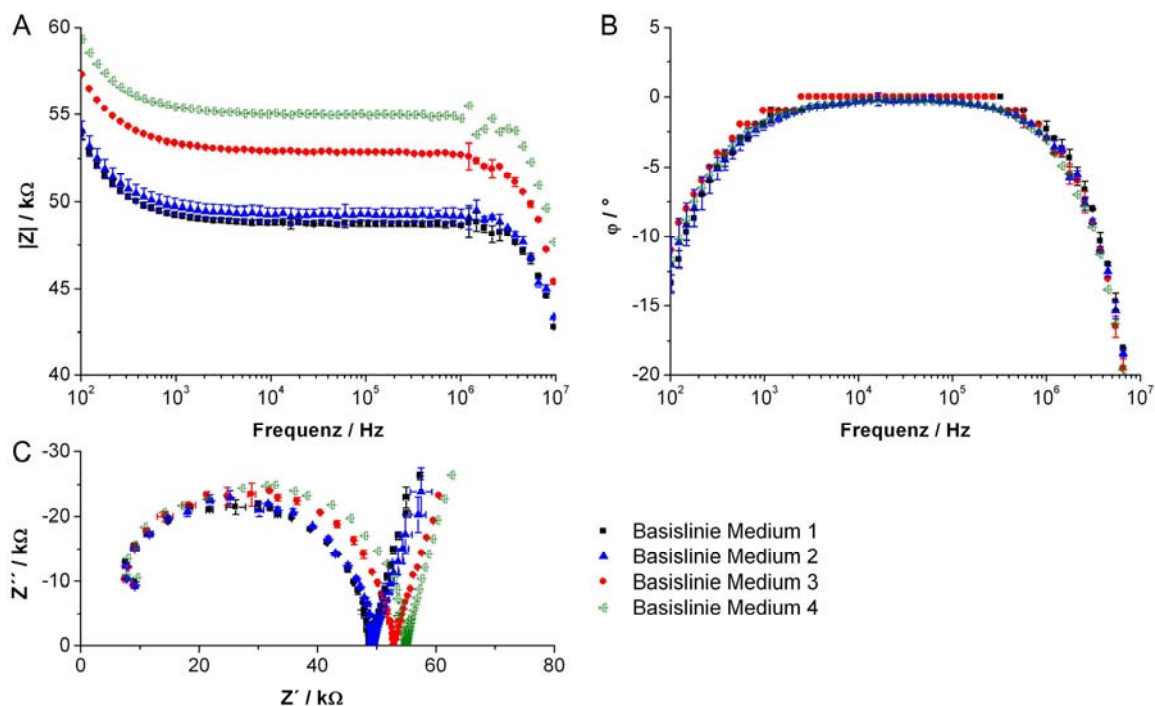 A
60
55
50
45
40
|Z| / kΩ
10² 10³ 10⁴ 10⁵ 10⁶ 10⁷
Frequenz / Hz
B
5
0
-5
-10
-15
-20
φ / °
10² 10³ 10⁴ 10⁵ 10⁶ 10⁷
Frequenz / Hz
C
-30
-20
-10
0
Z´´ / kΩ
0 20 40 60 80
Z´ / kΩ
Basislinie Medium 1
Basislinie Medium 2
Basislinie Medium 3
Basislinie Medium 4